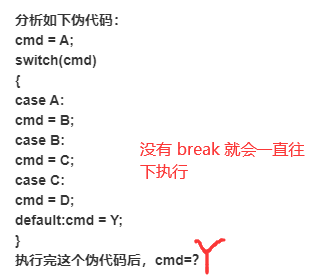 分析如下伪代码：
cmd = A;
switch(cmd)
{
case A:
cmd = B;
case B:
cmd = C;
case C:
cmd = D;
default:cmd = Y;
}
没有 break 就会一直往
下执行
执行完这个伪代码后，cmd=? Y